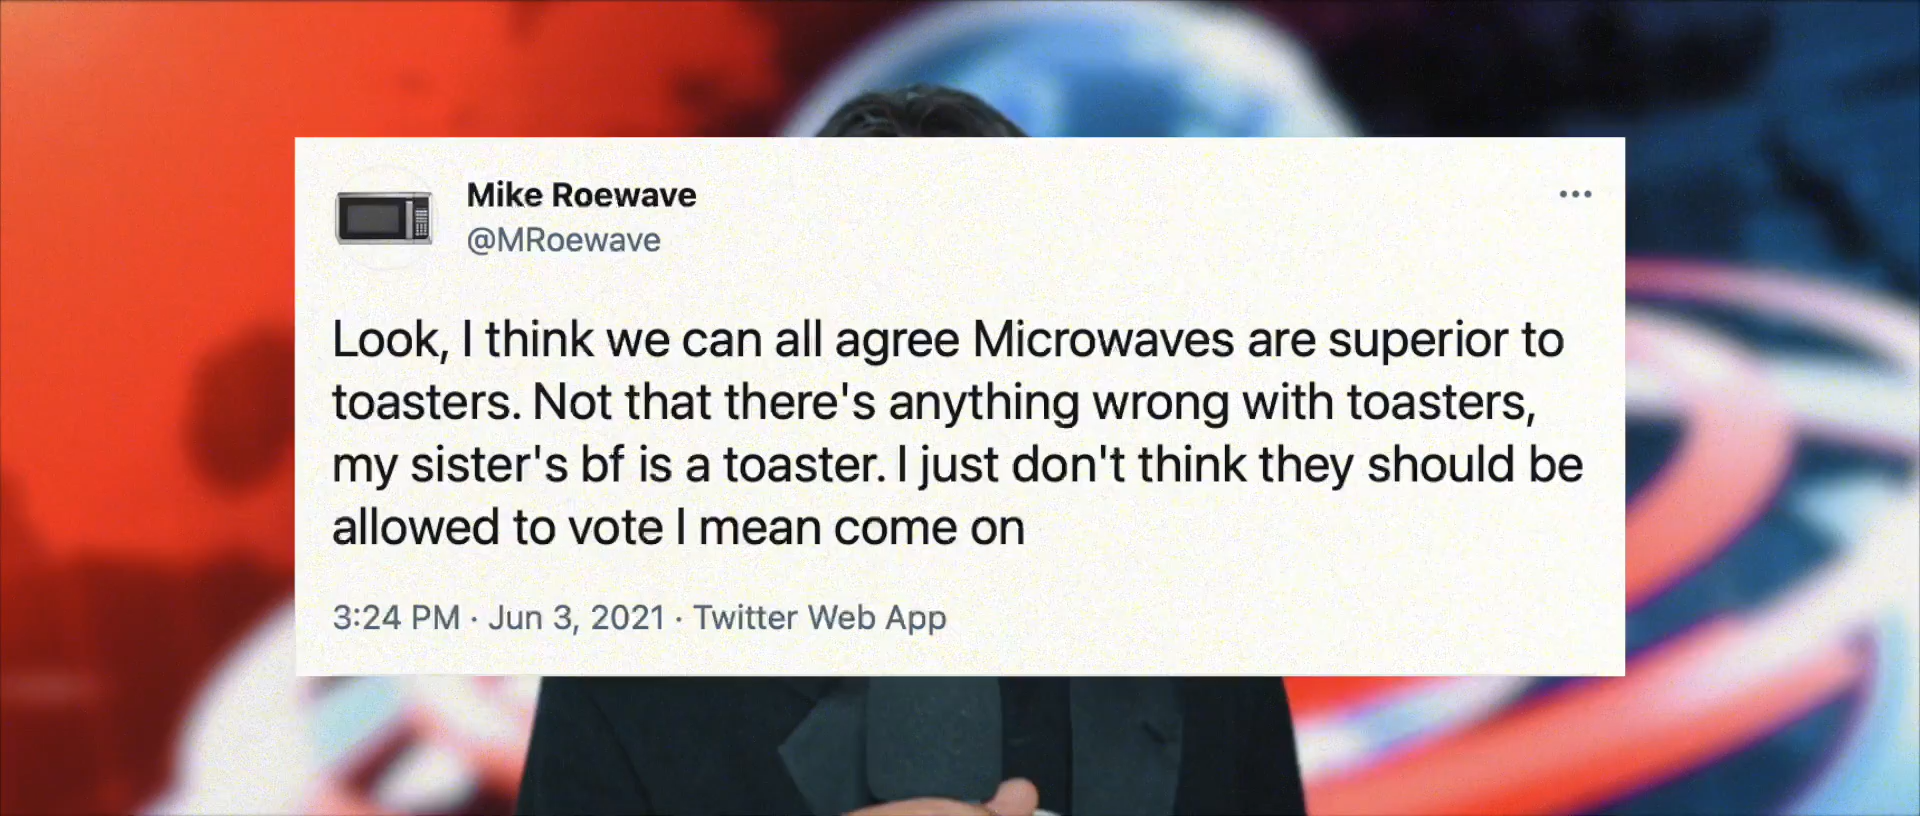 Mike Roewave
@MRoewave
Look, I think we can all agree Microwaves are superior to
toasters. Not that there's anything wrong with toasters,
my sister's bf is a toaster. I just don't think they should be
allowed to vote I mean come on
3:24 PM · Jun 3, 2021 · Twitter Web App